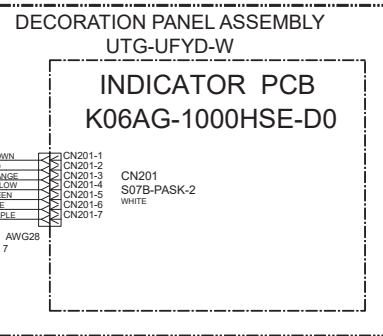 DECORATION PANEL ASSEMBLY
UTG-UFYD-W
INDICATOR PCB
K06AG-1000HSE-D0
CN201-1
CN201-2
CN201-3
CN201-4
CN201-5
CN201-6
CN201-7
CN201
S07B-PASK-2
WHITE
AWG28
7